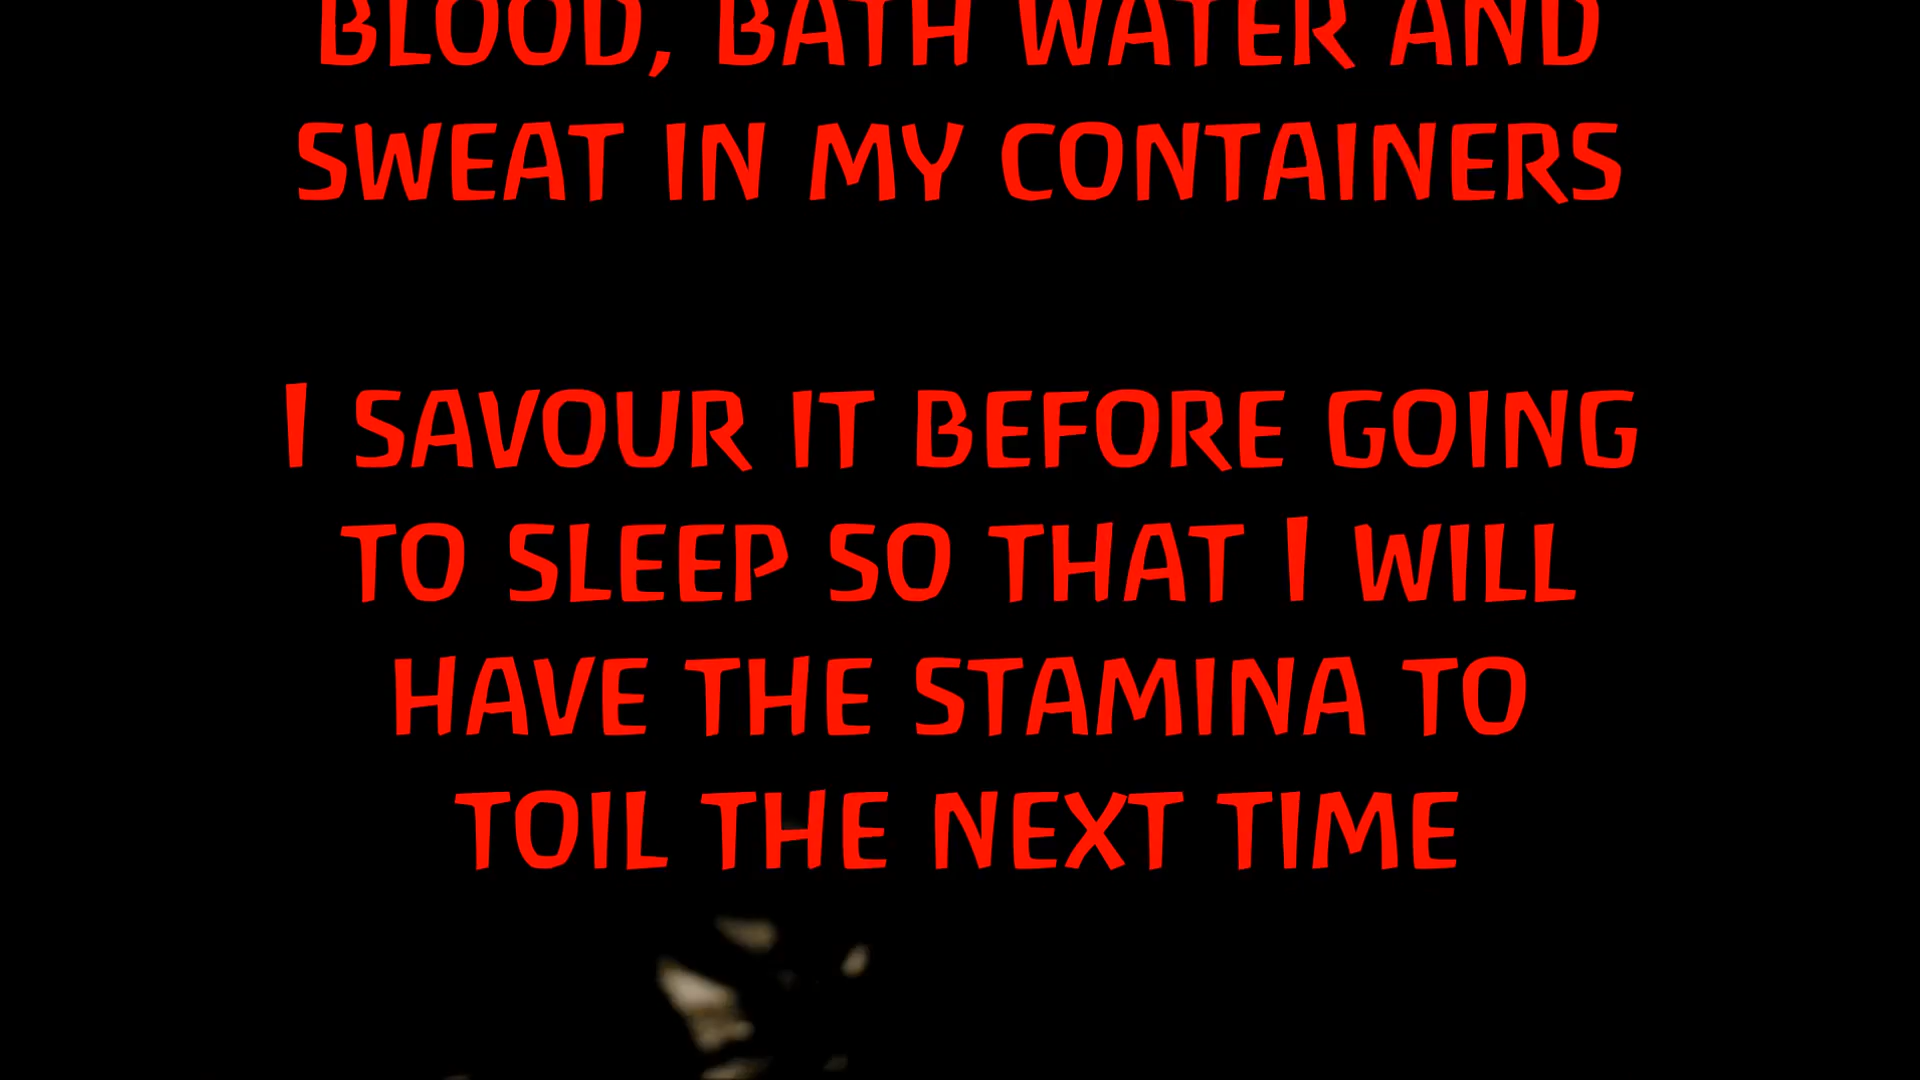 BLOOD, BATH WATER AND
SWEAT IN MY CONTAINERS
I SAVOUR IT BEFORE GOING
TO SLEEP SO THAT I WILL
HAVE THE STAMINA TO
TOIL THE NEXT TIME